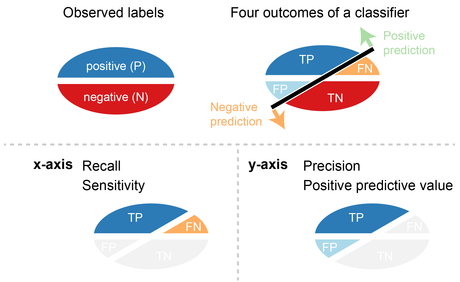 Observed labels
positive (P)
negative (N)
Four outcomes of a classifier
Positive
prediction
TP
FN
FP
TN
Negative
prediction
x-axis Recall
Sensitivity
TP
FN
FP
TN
y-axis Precision
Positive predictive value
TP
FN
FP
TN